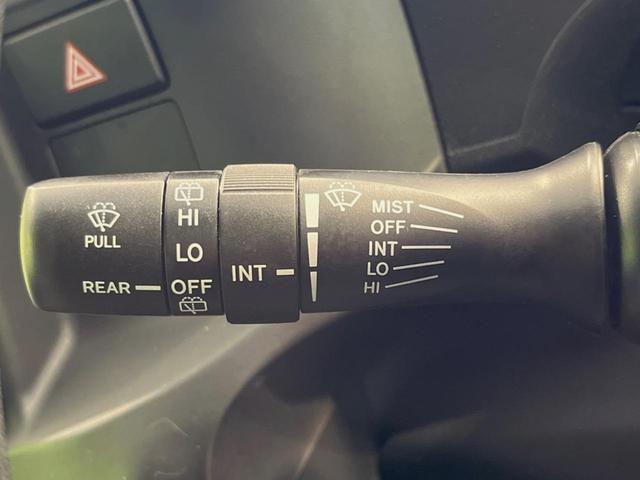 PULL
REAR
HI
LO
OFF
INT
MIST
OFF
INT
LO
HI